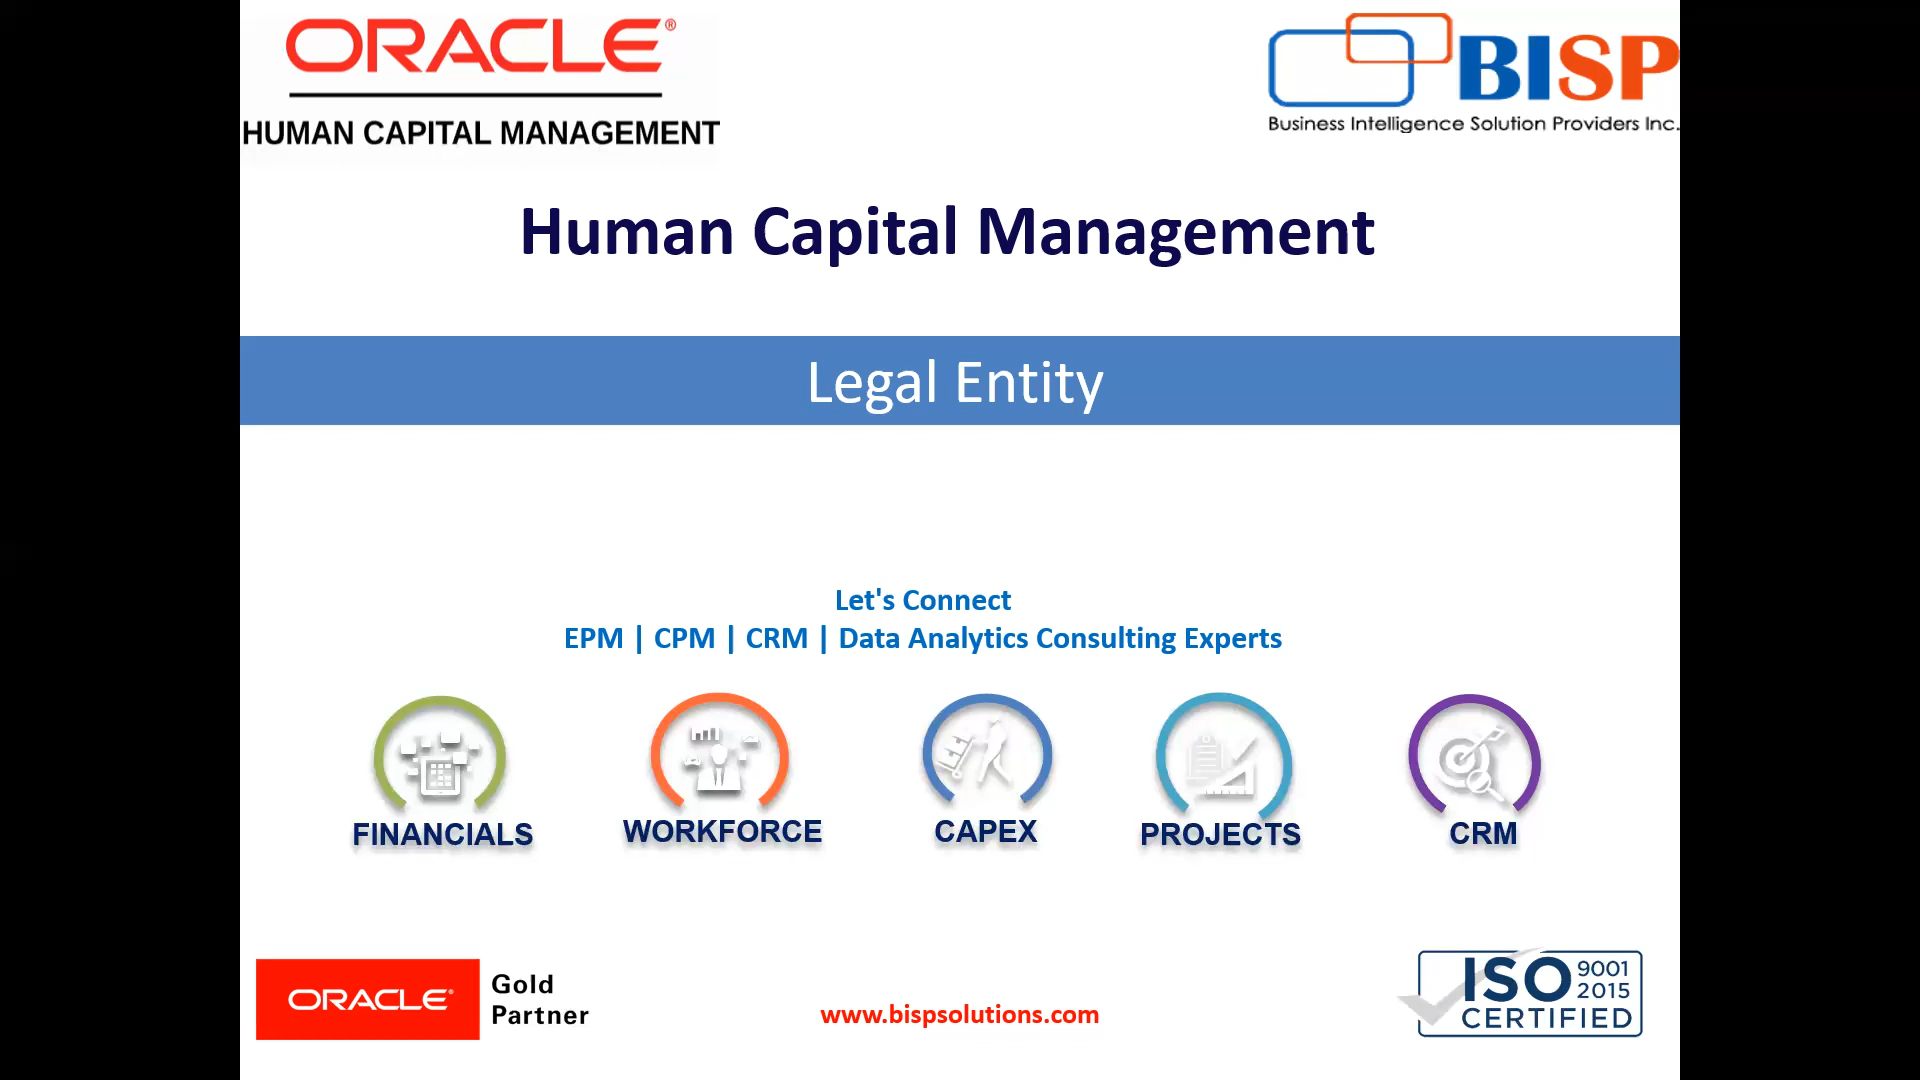 ORACLE®
HUMAN CAPITAL MANAGEMENT
BISP
Business Intelligence Solution Providers Inc.
Human Capital Management
Legal Entity
Let's Connect
EPM | CPM | CRM | Data Analytics Consulting Experts
FINANCIALS
WORKFORCE
CAPEX
PROJECTS
CRM
ORACLE®
Gold
Partner
www.bispsolutions.com
ISO 9001
2015
CERTIFIED